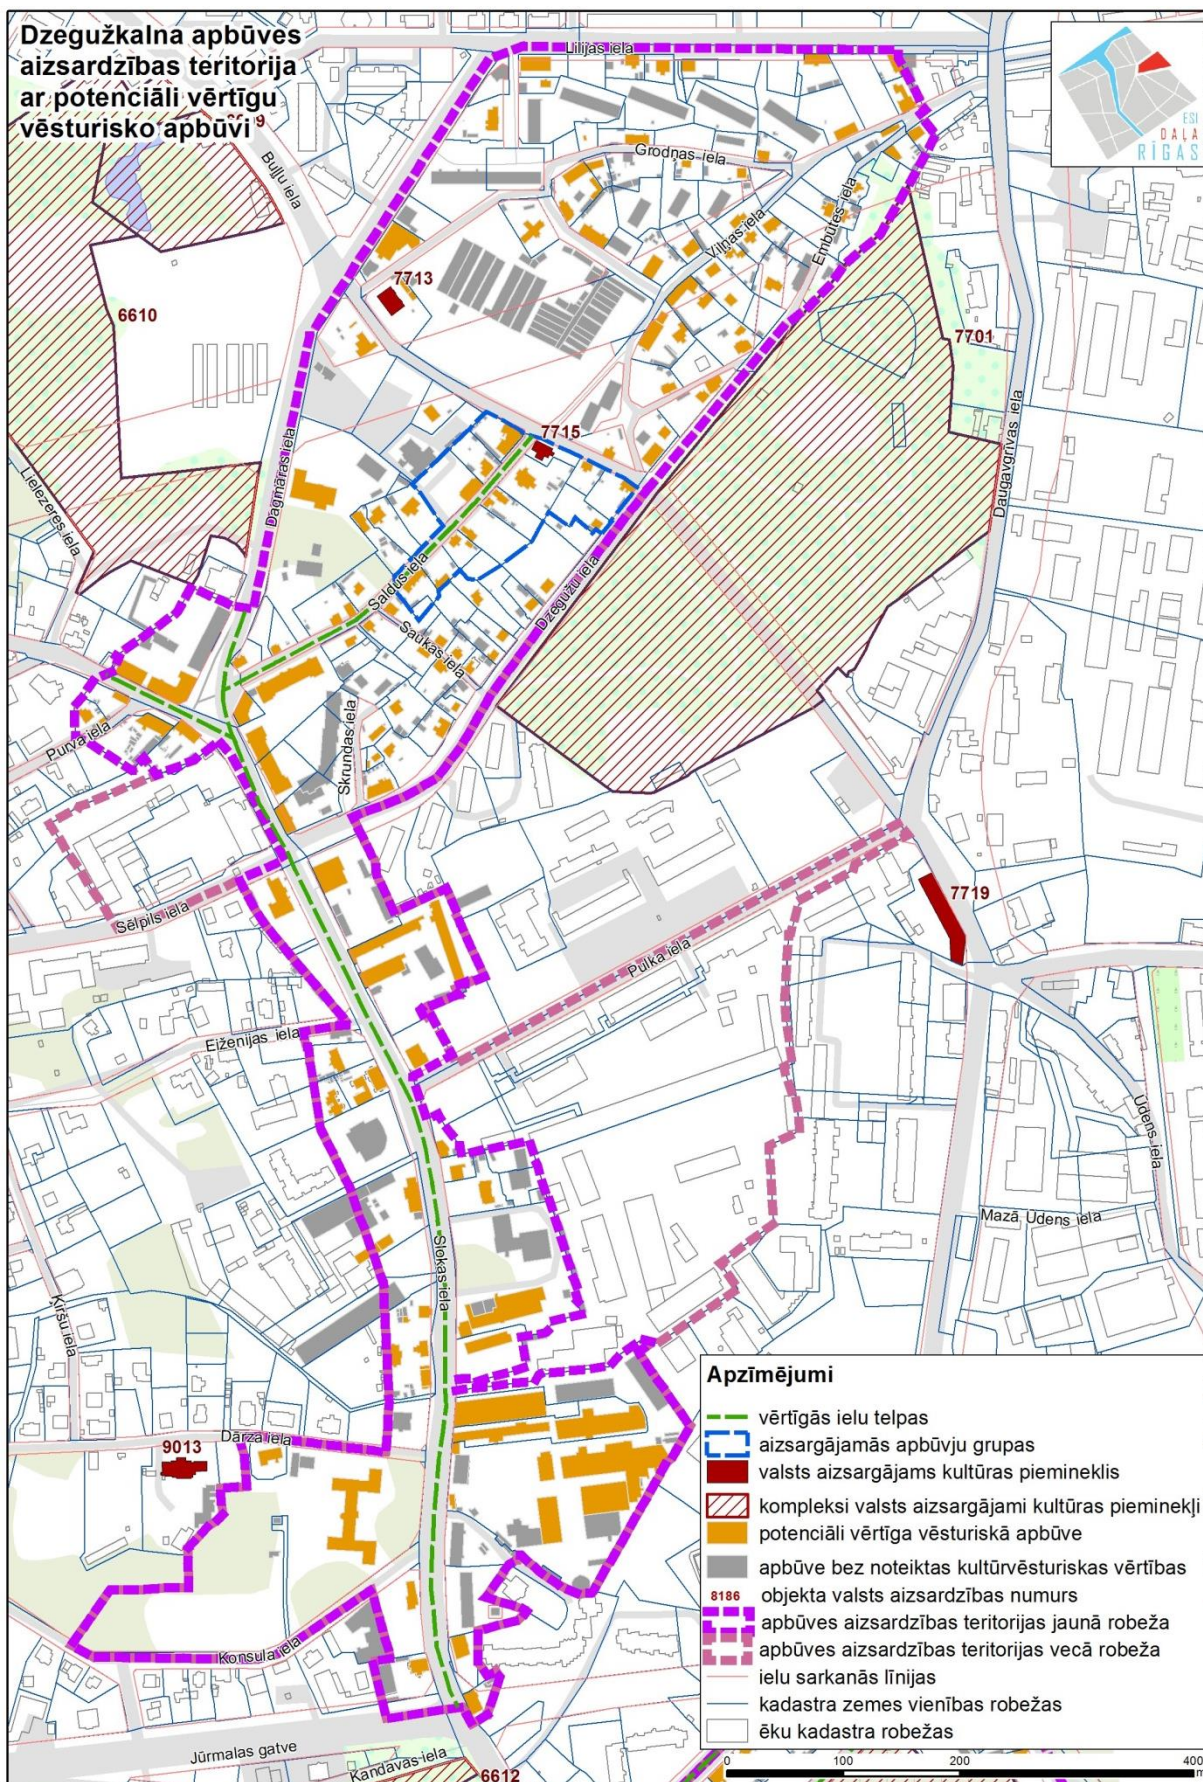 Dzegužkalna apbūves
aizsardzības teritorija
ar potenciāli vērtīgu
vēsturisko apbūvi
ESI
DAĻA
RĪGAS
Lilijas iela
Buļļu iela
Grodņas iela
Viļņas iela
Embūtes iela
7713
6610
7701
7715
Daugavgrīvas iela
Dagmāras iela
Lielezeres iela
Saldus iela
Dzegužu iela
Saukas iela
Skrundas iela
Purva iela
7719
Sēlpils iela
Pulka iela
Eiženijas iela
Ūdens iela
Mazā Ūdens iela
Slokas iela
Ķiršu iela
Dārza iela
9013
Konsula iela
Jūrmalas gatve
Kandavas iela
6612
Apzīmējumi
vērtīgās ielu telpas
aizsargājamās apbūvju grupas
valsts aizsargājams kultūras piemineklis
kompleksi valsts aizsargājami kultūras pieminekļi
potenciāli vērtīga vēsturiskā apbūve
apbūve bez noteiktas kultūrvēsturiskas vērtības
8186 objekta valsts aizsardzības numurs
apbūves aizsardzības teritorijas jaunā robeža
apbūves aizsardzības teritorijas vecā robeža
ielu sarkanās līnijas
kadastra zemes vienības robežas
ēku kadastra robežas
0 100 200 400
m